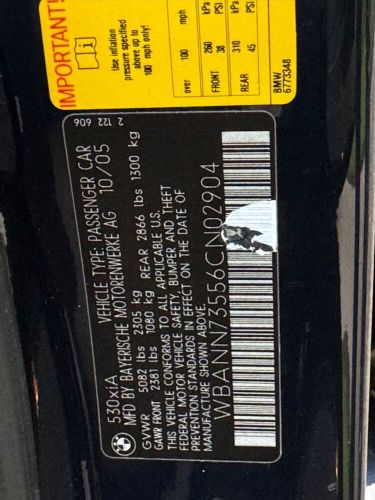 IMPORTANT!
Use inflation
pressure specified
above up to
100 mph only!
over 100 mph
kPa PSI kPa PSI
FRONT 260 38
REAR 310 45
BMW
6773348
2 122 606
530xiA VEHICLE TYPE: PASSENGER CAR
MFD BY BAYERISCHE MOTORENWERKE AG 10/05
GVWR 5082 lbs 2305 kg
GAWR FRONT 2381 lbs 1080 kg REAR 2866 lbs 1300 kg
THIS VEHICLE CONFORMS TO ALL APPLICABLE U.S.
FEDERAL MOTOR VEHICLE SAFETY, BUMPER AND THEFT
PREVENTION STANDARDS IN EFFECT ON THE DATE OF
MANUFACTURE SHOWN ABOVE.
WBANN73556CN02904